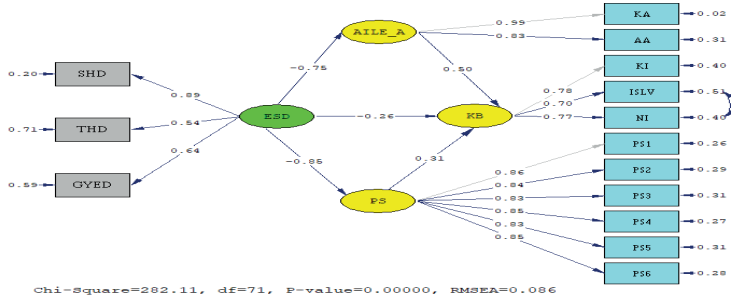 KA 0.02
0.99
AILE_A
0.83
AA 0.31
KI 0.40
0.20 SHD
-0.75
0.50
0.78
ISLV 0.51
0.89
0.70
0.71 THD
0.54
ESD
-0.26
KB
0.77
NI 0.40
0.64
PS1 0.26
-0.85
0.31
0.86
PS2 0.29
0.59 GYED
0.84
PS
0.83
PS3 0.31
0.85
PS4 0.27
0.83
PS5 0.31
0.85
PS6 0.28
Chi-Square=282.11, df=71, P-value=0.00000, RMSEA=0.086